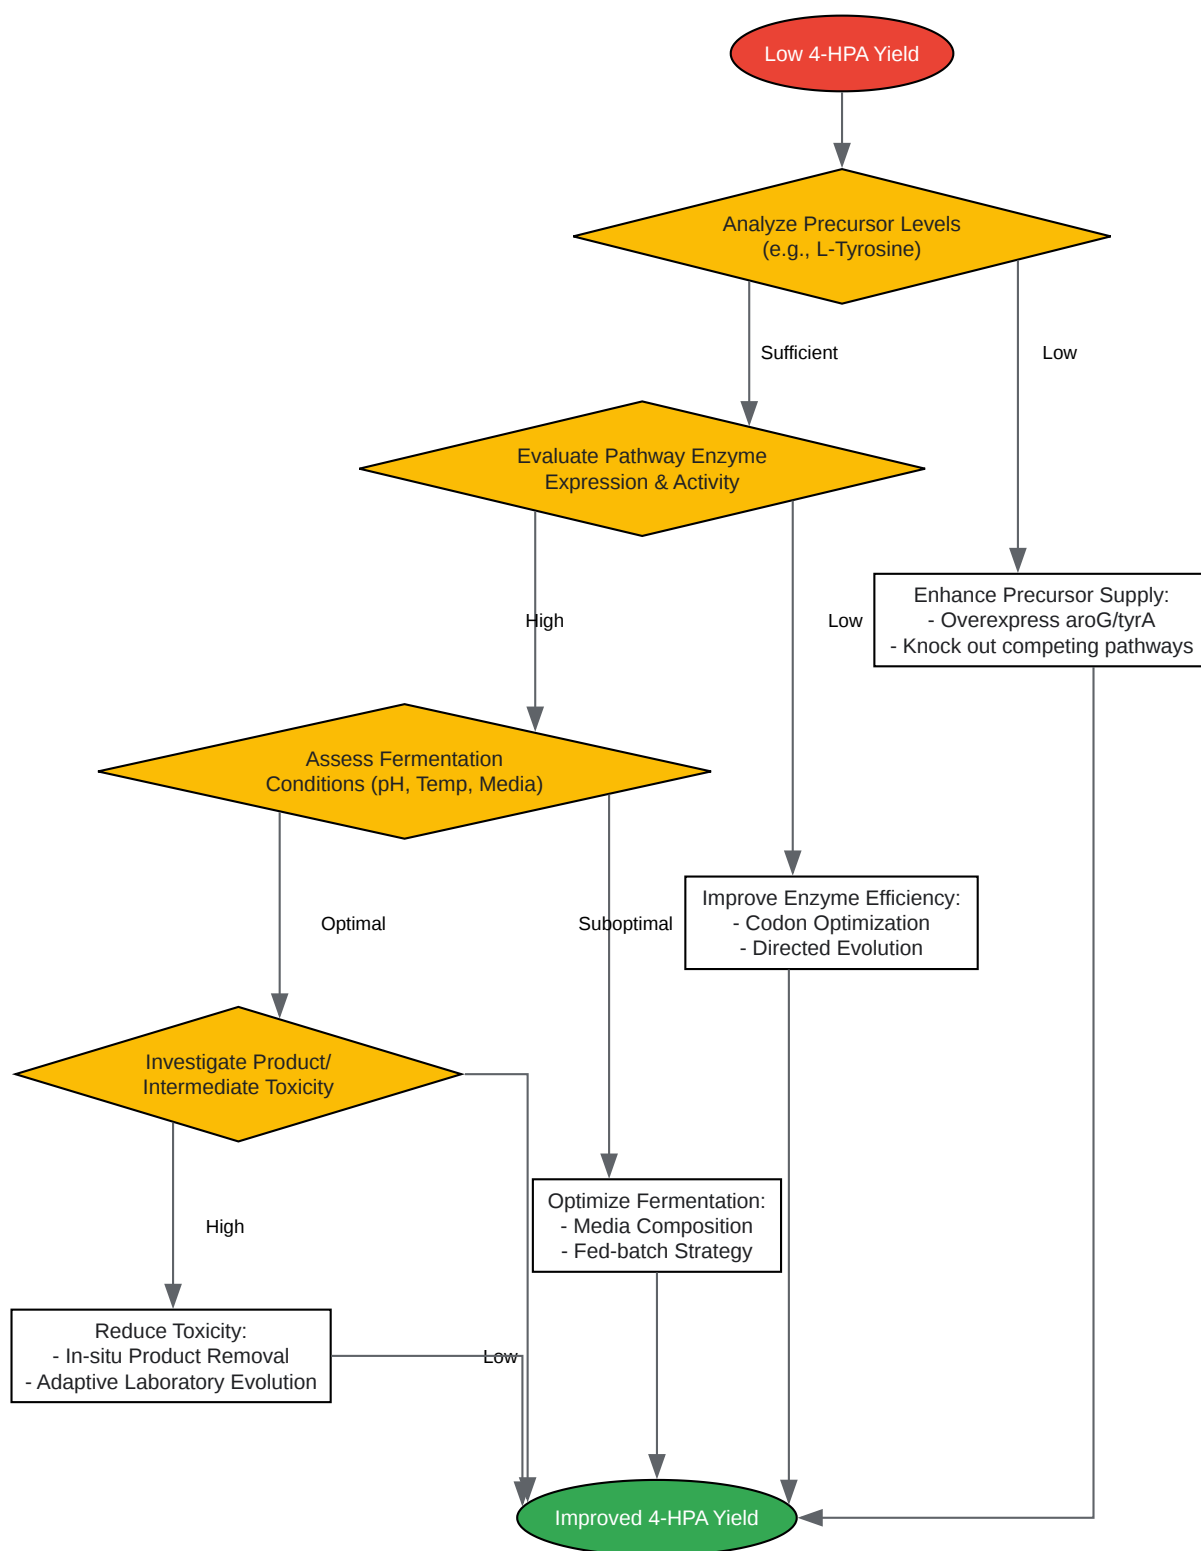 Low 4-HPA Yield
Analyze Precursor Levels
(e.g., L-Tyrosine)
Sufficient
Low
Evaluate Pathway Enzyme
Expression & Activity
High
Low
Enhance Precursor Supply:
- Overexpress aroG/tyrA
- Knock out competing pathways
Assess Fermentation
Conditions (pH, Temp, Media)
Optimal
Suboptimal
Improve Enzyme Efficiency:
- Codon Optimization
- Directed Evolution
Investigate Product/
Intermediate Toxicity
High
Optimize Fermentation:
- Media Composition
- Fed-batch Strategy
Reduce Toxicity:
- In-situ Product Removal
- Adaptive Laboratory Evolution
Low
Improved 4-HPA Yield